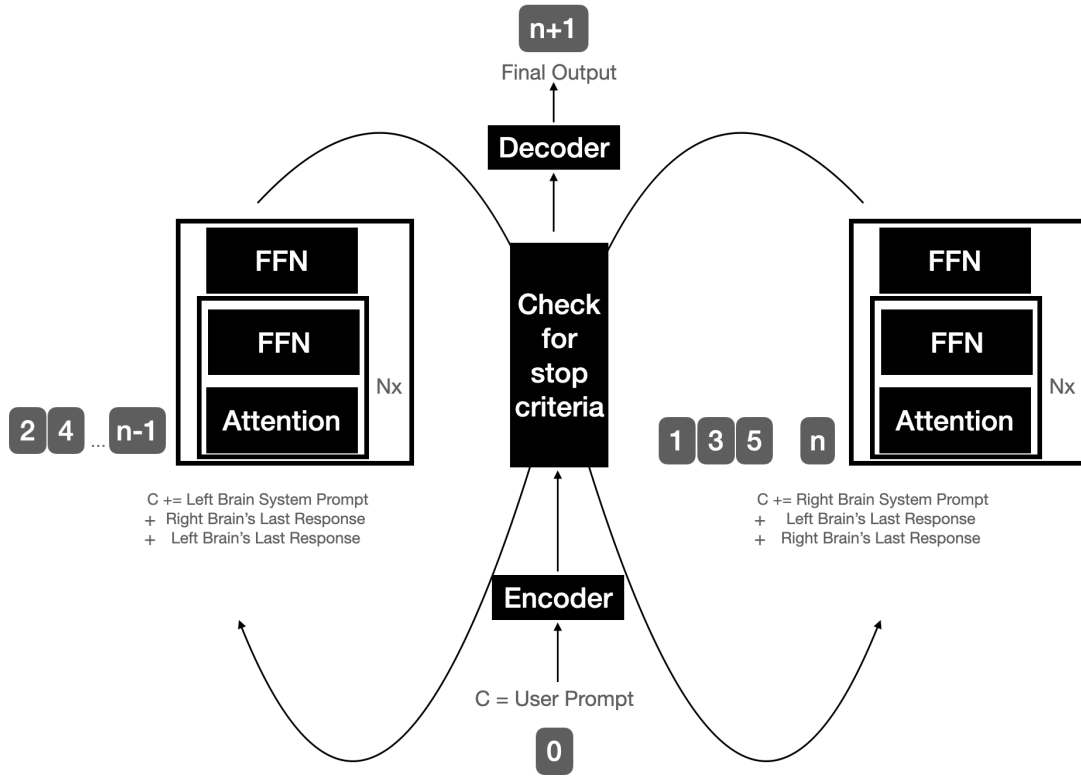 n+1
Final Output
Decoder
FFN
FFN
Attention
Nx
2 4 ... n-1
C += Left Brain System Prompt
+ Right Brain's Last Response
+ Left Brain's Last Response
Check
for
stop
criteria
FFN
FFN
Attention
Nx
1 3 5 n
C += Right Brain System Prompt
+ Left Brain's Last Response
+ Right Brain's Last Response
Encoder
C = User Prompt
0